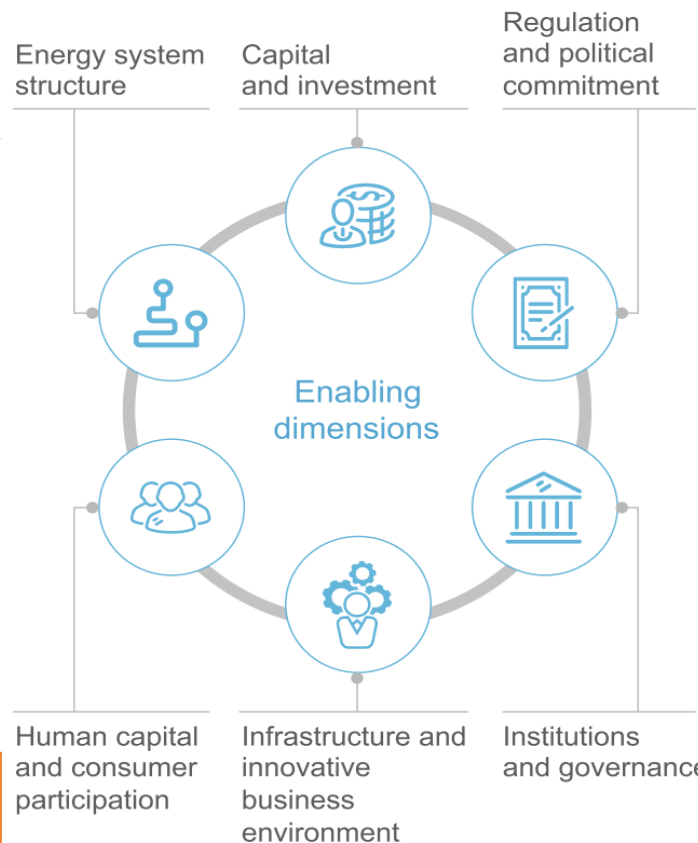 Energy system
structure
Capital
and investment
Regulation
and political
commitment
Enabling
dimensions
Human capital
and consumer
participation
Infrastructure and
innovative
business
environment
Institutions
and governance